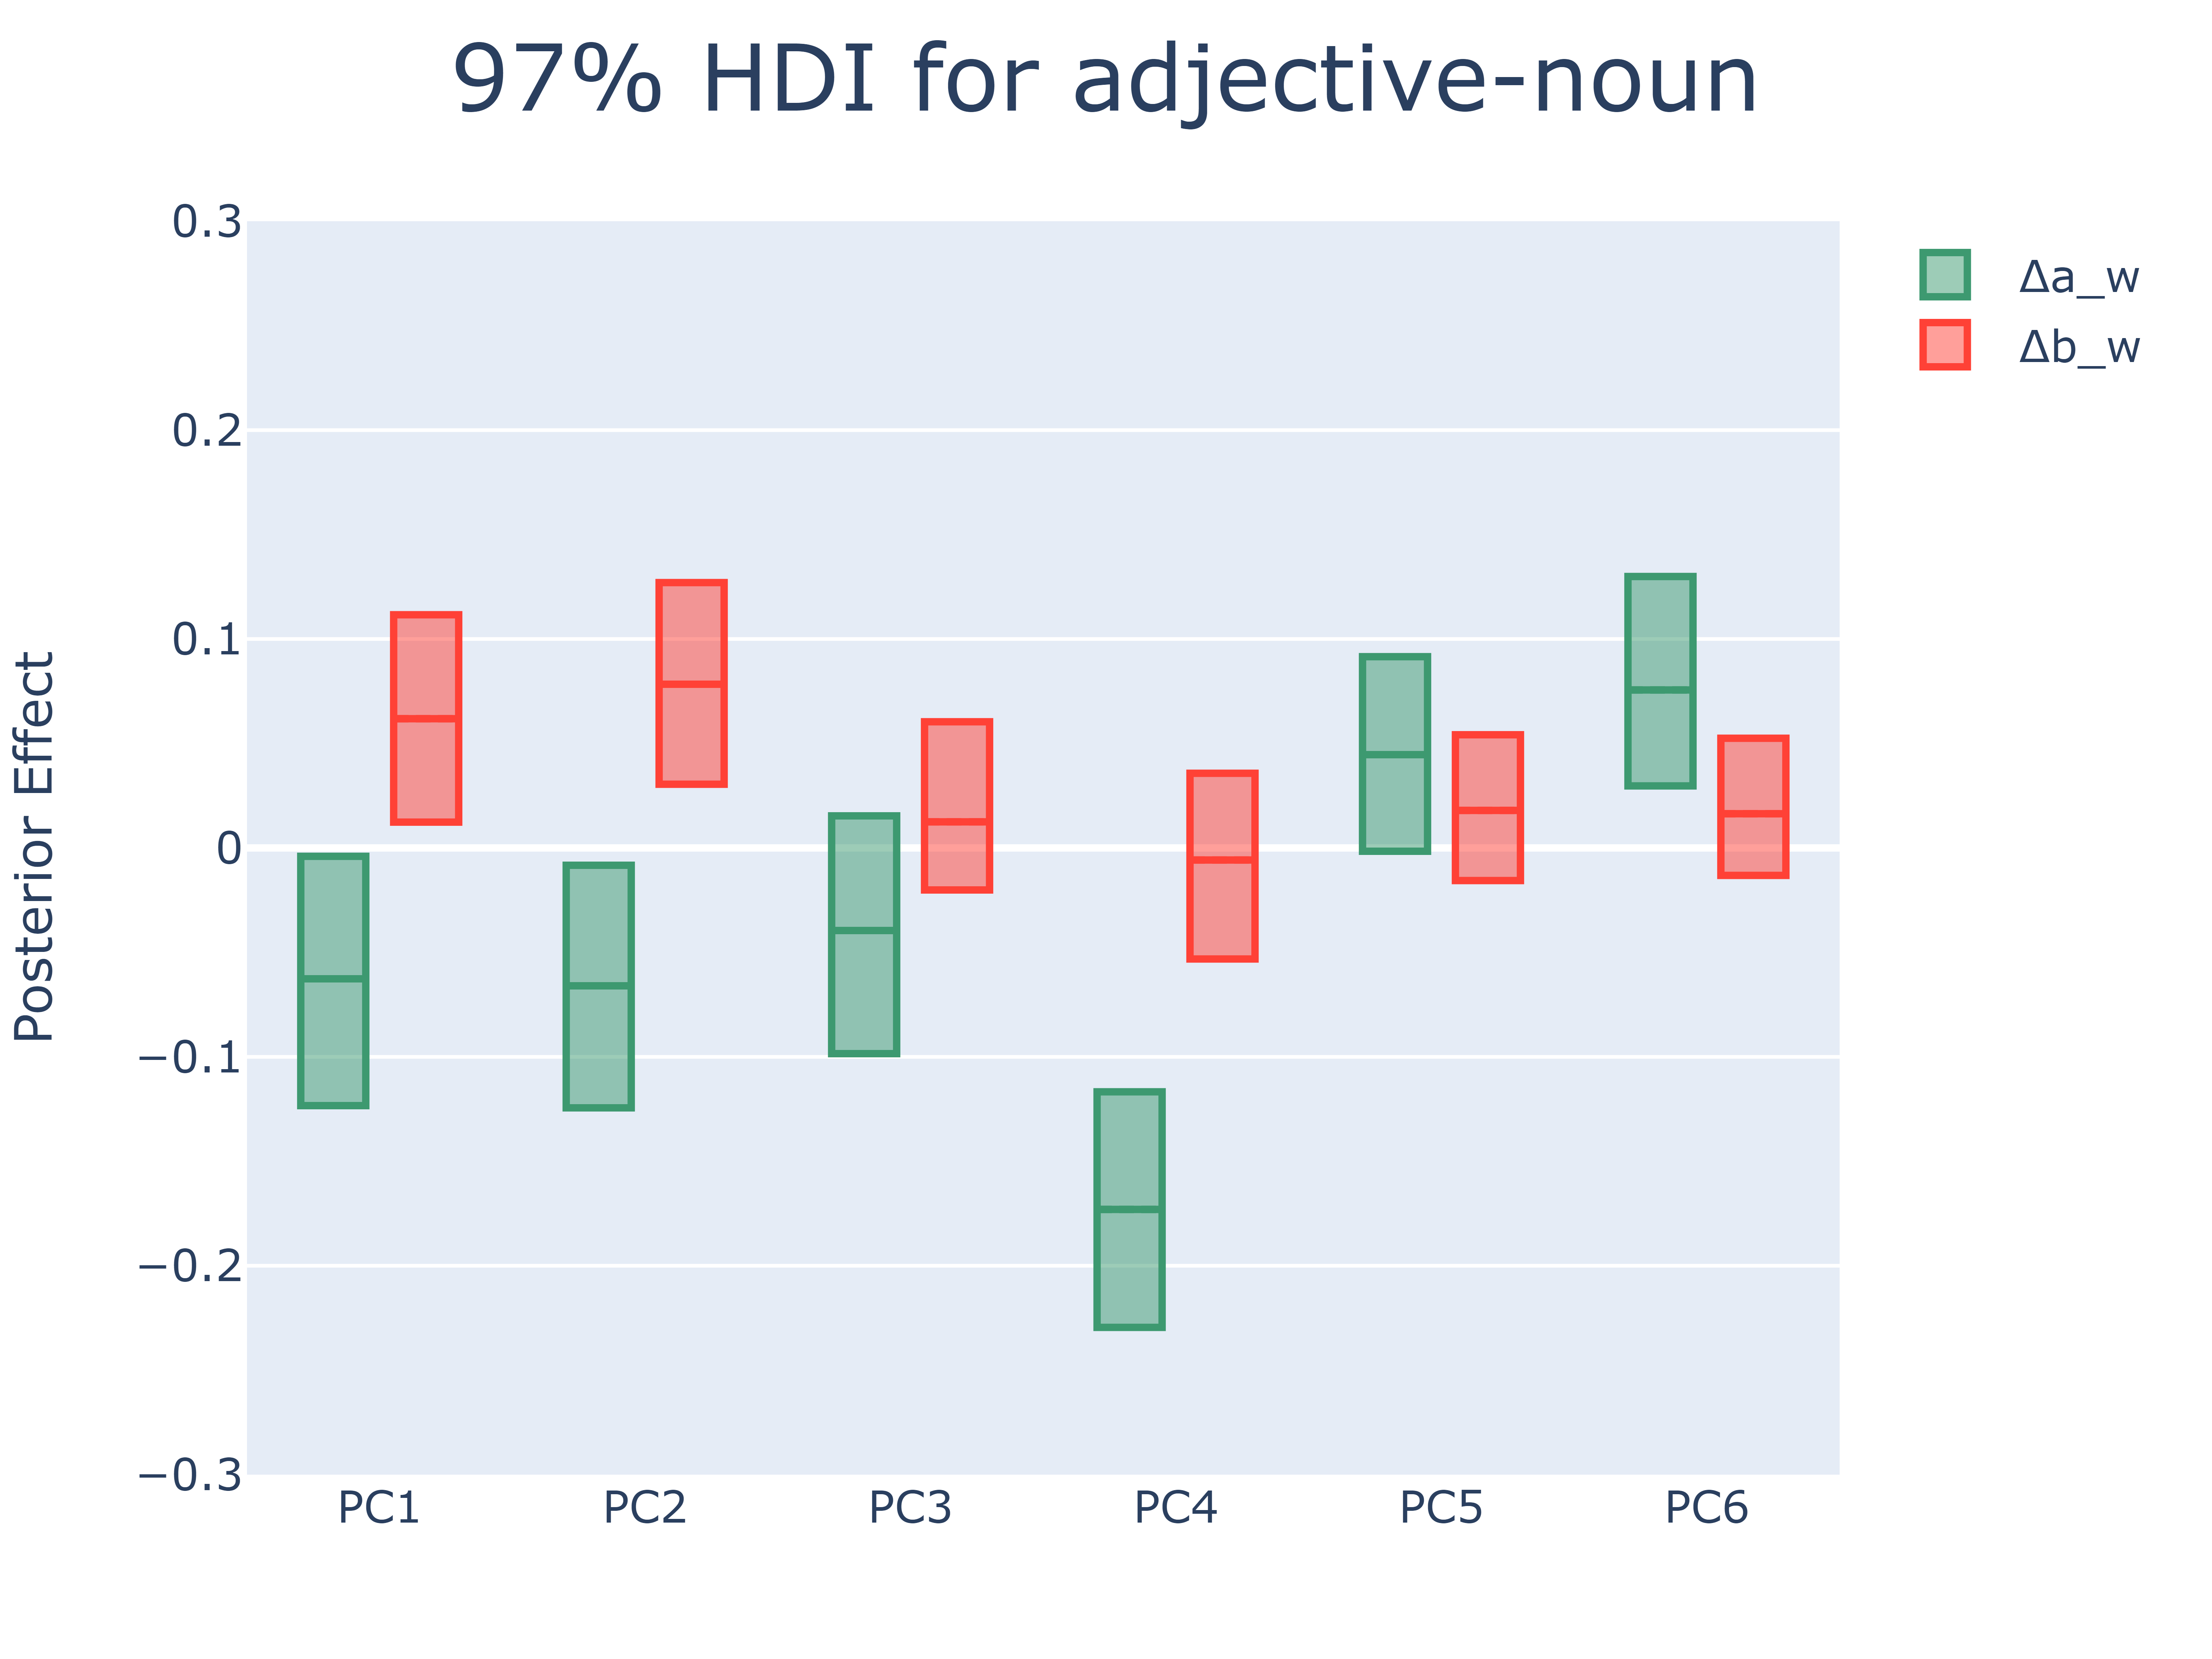 97% HDI for adjective-noun
Δa_w
Δb_w
Posterior Effect
0.3
0.2
0.1
0
−0.1
−0.2
−0.3
PC1 PC2 PC3 PC4 PC5 PC6